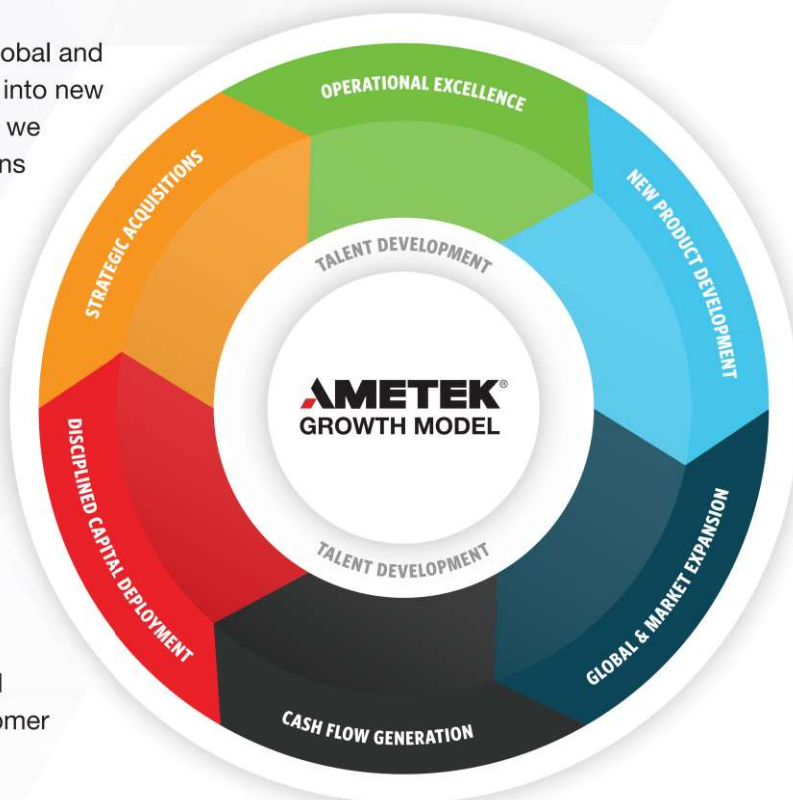 obal and
into new
we
ns
OPERATIONAL EXCELLENCE
NEW PRODUCT DEVELOPMENT
GLOBAL & MARKET EXPANSION
CASH FLOW GENERATION
DISCIPLINED CAPITAL DEPLOYMENT
STRATEGIC ACQUISITIONS
TALENT DEVELOPMENT
AMETEK®
GROWTH MODEL
TALENT DEVELOPMENT
omer